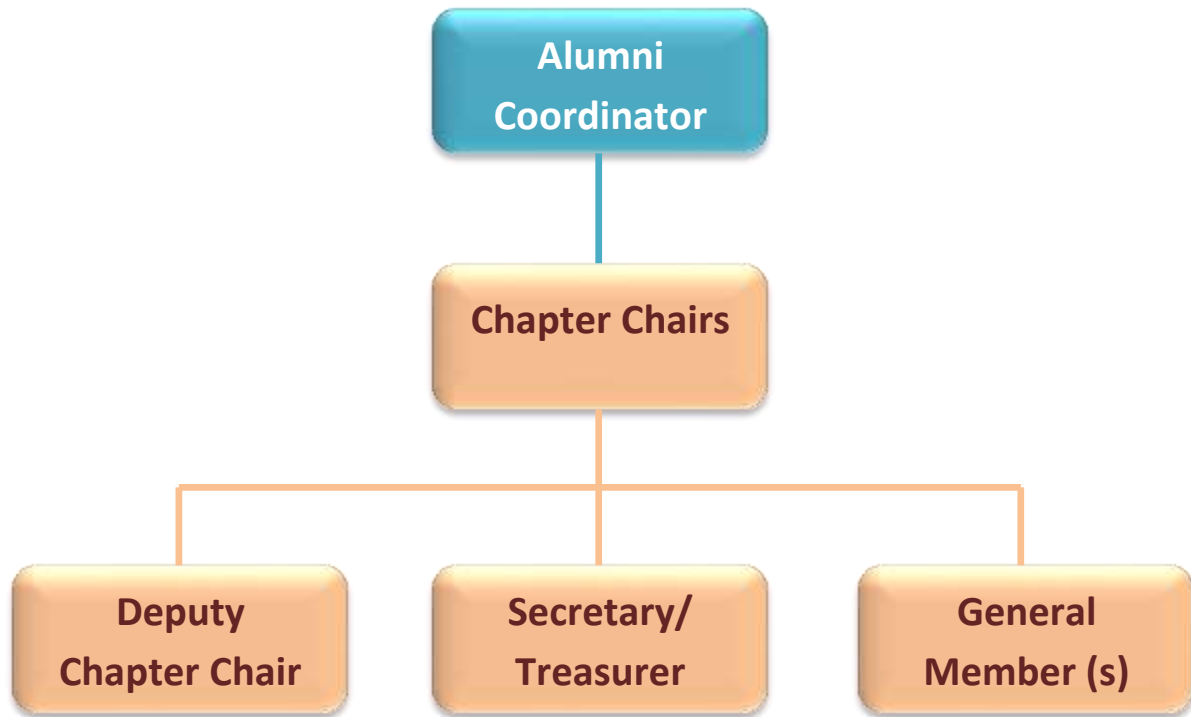 Alumni
Coordinator
Chapter Chairs
Deputy
Chapter Chair
Secretary/
Treasurer
General
Member (s)